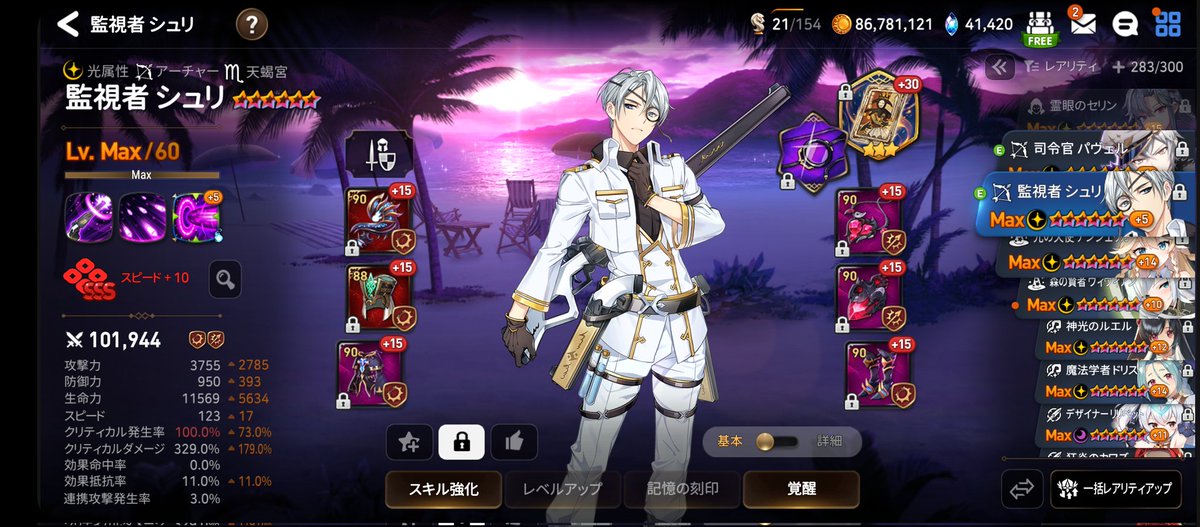 監視者 シュリ
?
21/154
86,781,121
41,420
FREE
2
光属性 アーチャー 天蝎宮
監視者 シュリ
Lv. Max/60
Max
+5
SSS
スピード+10
101,944
攻撃力 3755 2785
防御力 950 393
生命力 11569 5634
スピード 123 17
クリティカル発生率 100.0% 73.0%
クリティカルダメージ 329.0% 179.0%
効果命中率 0.0%
効果抵抗率 11.0% 11.0%
連携攻撃発生率 3.0%
90 +15
88 +15
90 +15
+30
90 +15
90 +15
90 +15
基本
詳細
スキル強化
レベルアップ
記憶の刻印
覚醒
レアリティ
283/300
霊眼のセリン
Max +15
E 司令官 パヴェル
E 監視者 シュリ
Max +5
Max +14
森の賢者ヴィヴィアン
Max +10
神光のルエル
Max +12
魔法学者ドリス
Max +14
Max +11
一括レアリティアップ